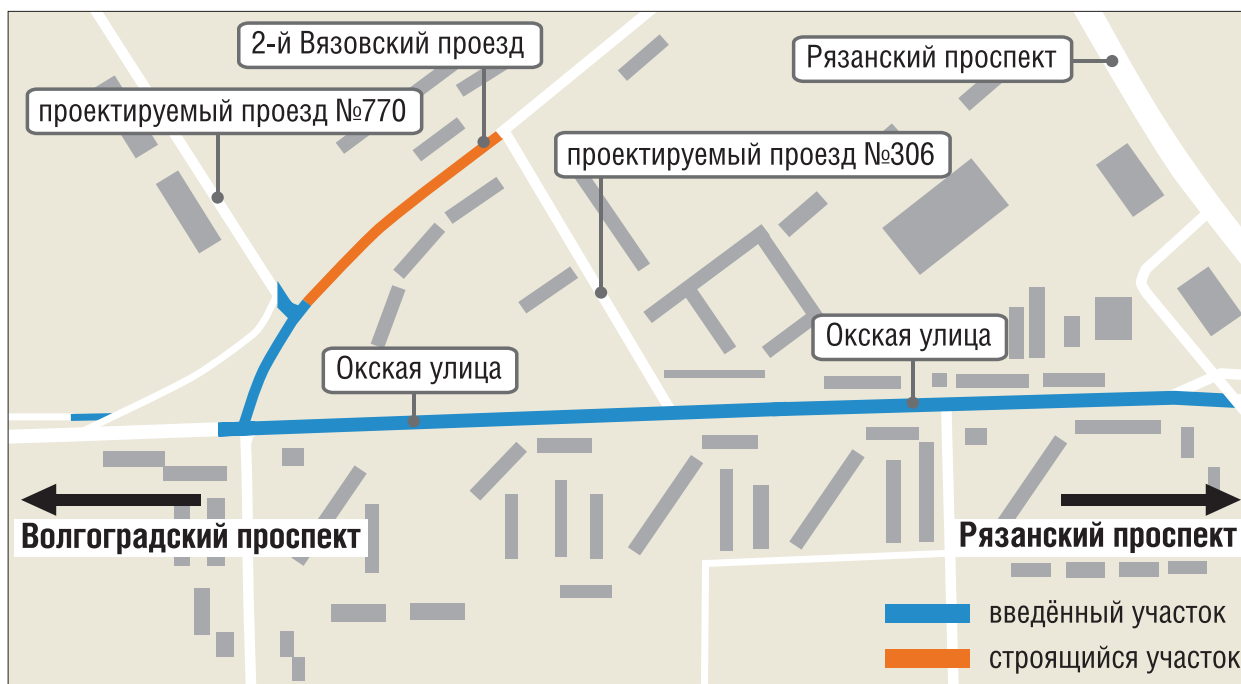 2-й Вязовский проезд
Рязанский проспект
проектируемый проезд №770
проектируемый проезд №306
Окская улица
Окская улица
Волгоградский проспект
Рязанский проспект
введённый участок
строящийся участок